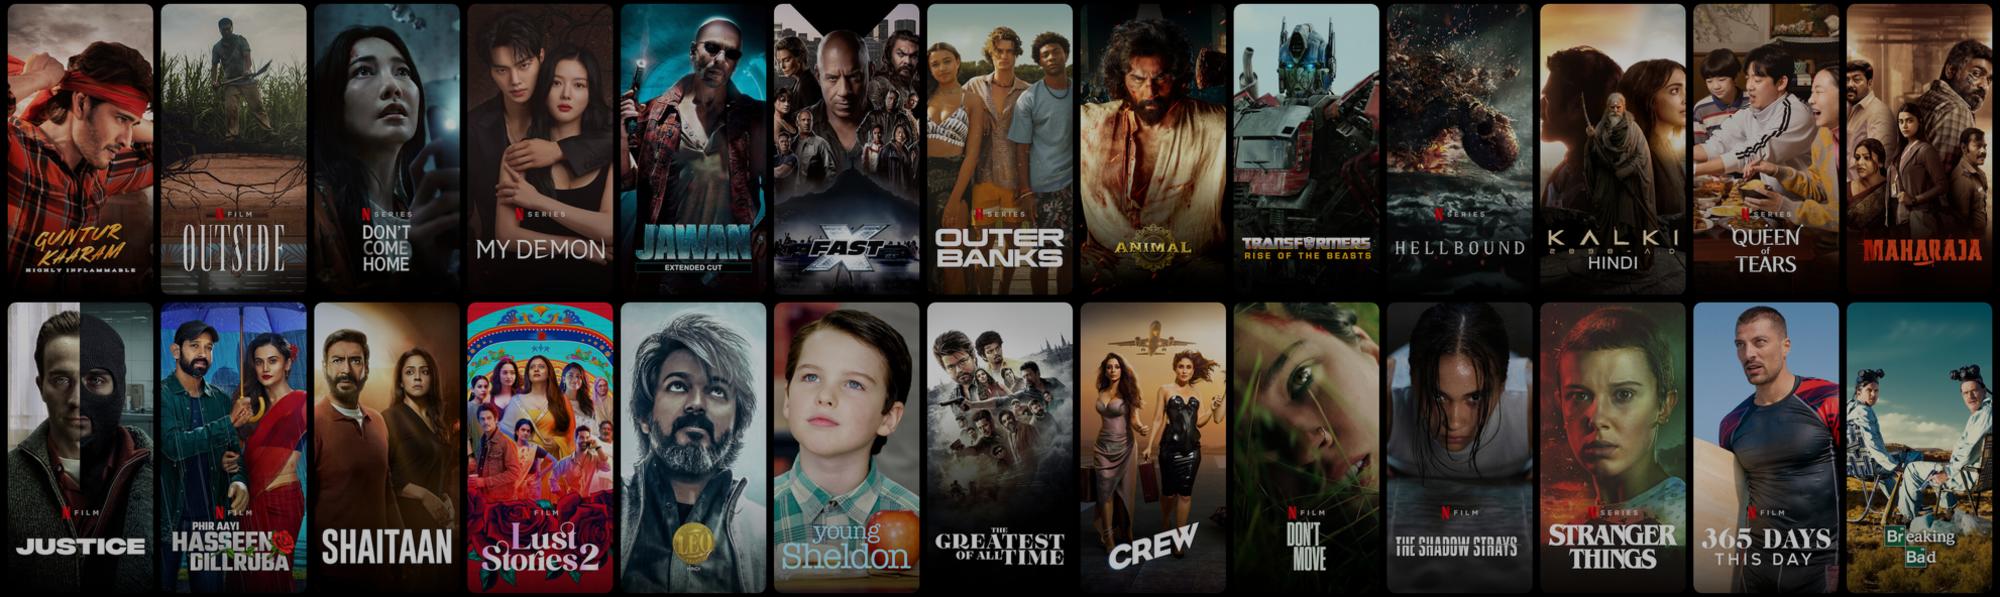 GUNTUR
KAARAM
HIGHLY INFLAMMABLE
N FILM
OUTSIDE
N SERIES
DON'T
COME
HOME
N SERIES
MY DEMON
JAWAN
EXTENDED CUT
FAST X
N SERIES
OUTER
BANKS
ANIMAL
TRANSFORMERS
RISE OF THE BEASTS
N SERIES
HELLBOUND
KALKI
2898-AD
HINDI
N SERIES
QUEEN
of
TEARS
MAHARAJA
N FILM
JUSTICE
N FILM
PHIR AAYI
HASSEEN
DILLRUBA
SHAITAAN
N FILM
Lust
Stories 2
LEO
HINDI
young
Sheldon
THE
GREATEST
OF ALL TIME
CREW
N FILM
DON'T
MOVE
N FILM
THE SHADOW STRAYS
N SERIES
STRANGER
THINGS
N FILM
365 DAYS
THIS DAY
Breaking
Bad